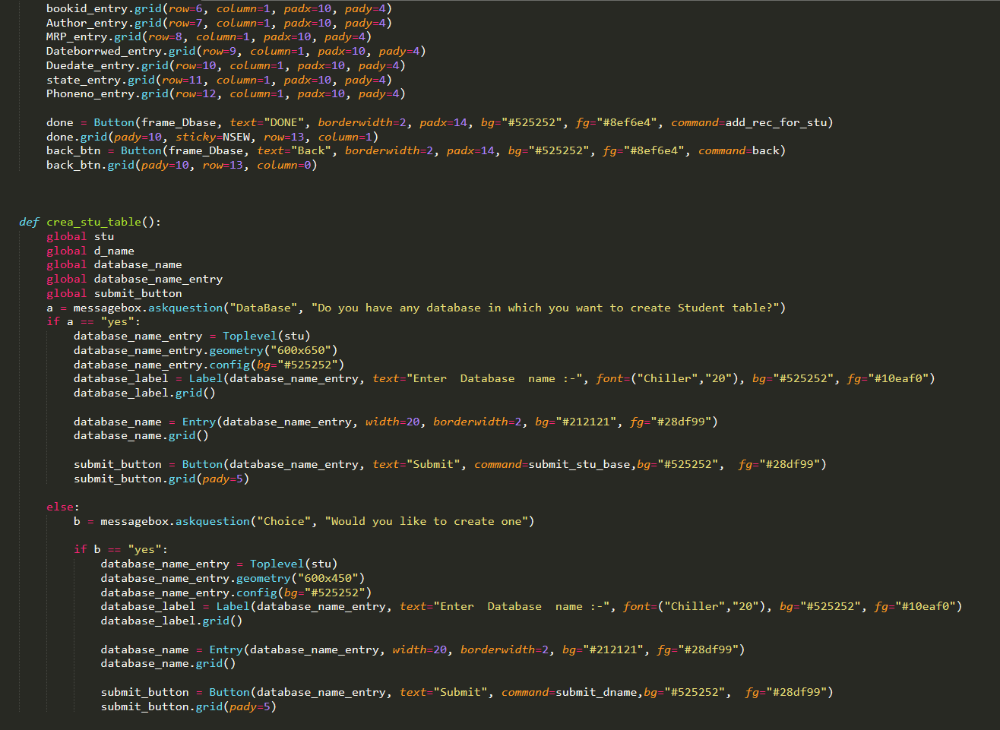 bookid_entry.grid(row=6, column=1, padx=10, pady=4)
Author_entry.grid(row=7, column=1, padx=10, pady=4)
MRP_entry.grid(row=8, column=1, padx=10, pady=4)
Dateborrwed_entry.grid(row=9, column=1, padx=10, pady=4)
Duedate_entry.grid(row=10, column=1, padx=10, pady=4)
state_entry.grid(row=11, column=1, padx=10, pady=4)
Phoneno_entry.grid(row=12, column=1, padx=10, pady=4)
done = Button(frame_Dbase, text="DONE", borderwidth=2, padx=14, bg="#525252", fg="#8ef6e4", command=add_rec_for_stu)
done.grid(pady=10, sticky=NSEW, row=13, column=1)
back_btn = Button(frame_Dbase, text="Back", borderwidth=2, padx=14, bg="#525252", fg="#8ef6e4", command=back)
back_btn.grid(pady=10, row=13, column=0)
def crea_stu_table():
global stu
global d_name
global database_name
global database_name_entry
global submit_button
a = messagebox.askquestion("DataBase", "Do you have any database in which you want to create Student table?")
if a == "yes":
database_name_entry = Toplevel(stu)
database_name_entry.geometry("600x650")
database_name_entry.config(bg="#525252")
database_label = Label(database_name_entry, text="Enter  Database  name :-", font=("Chiller","20"), bg="#525252", fg="#10eaf0")
database_label.grid()
database_name = Entry(database_name_entry, width=20, borderwidth=2, bg="#212121", fg="#28df99")
database_name.grid()
submit_button = Button(database_name_entry, text="Submit", command=submit_stu_base,bg="#525252",  fg="#28df99")
submit_button.grid(pady=5)
else:
b = messagebox.askquestion("Choice", "Would you like to create one")
if b == "yes":
database_name_entry = Toplevel(stu)
database_name_entry.geometry("600x450")
database_name_entry.config(bg="#525252")
database_label = Label(database_name_entry, text="Enter  Database  name :-", font=("Chiller","20"), bg="#525252", fg="#10eaf0")
database_label.grid()
database_name = Entry(database_name_entry, width=20, borderwidth=2, bg="#212121", fg="#28df99")
database_name.grid()
submit_button = Button(database_name_entry, text="Submit", command=submit_dname,bg="#525252",  fg="#28df99")
submit_button.grid(pady=5)